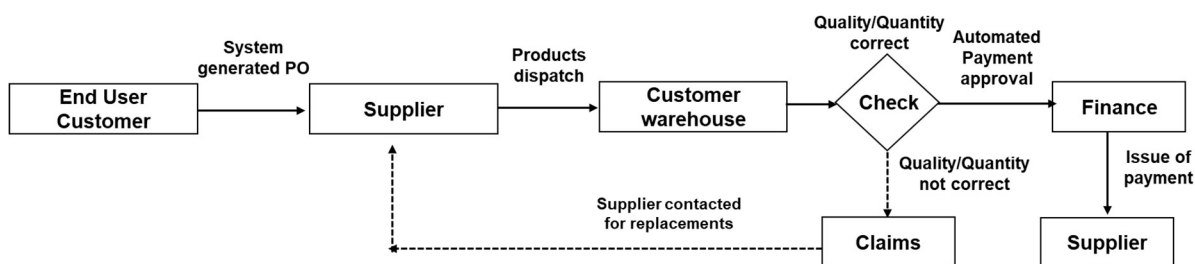 System
generated PO
Products
dispatch
Quality/Quantity
correct
Automated
Payment
approval
End User
Customer
Supplier
Customer
warehouse
Check
Finance
Quality/Quantity
not correct
Issue of
payment
Supplier contacted
for replacements
Claims
Supplier